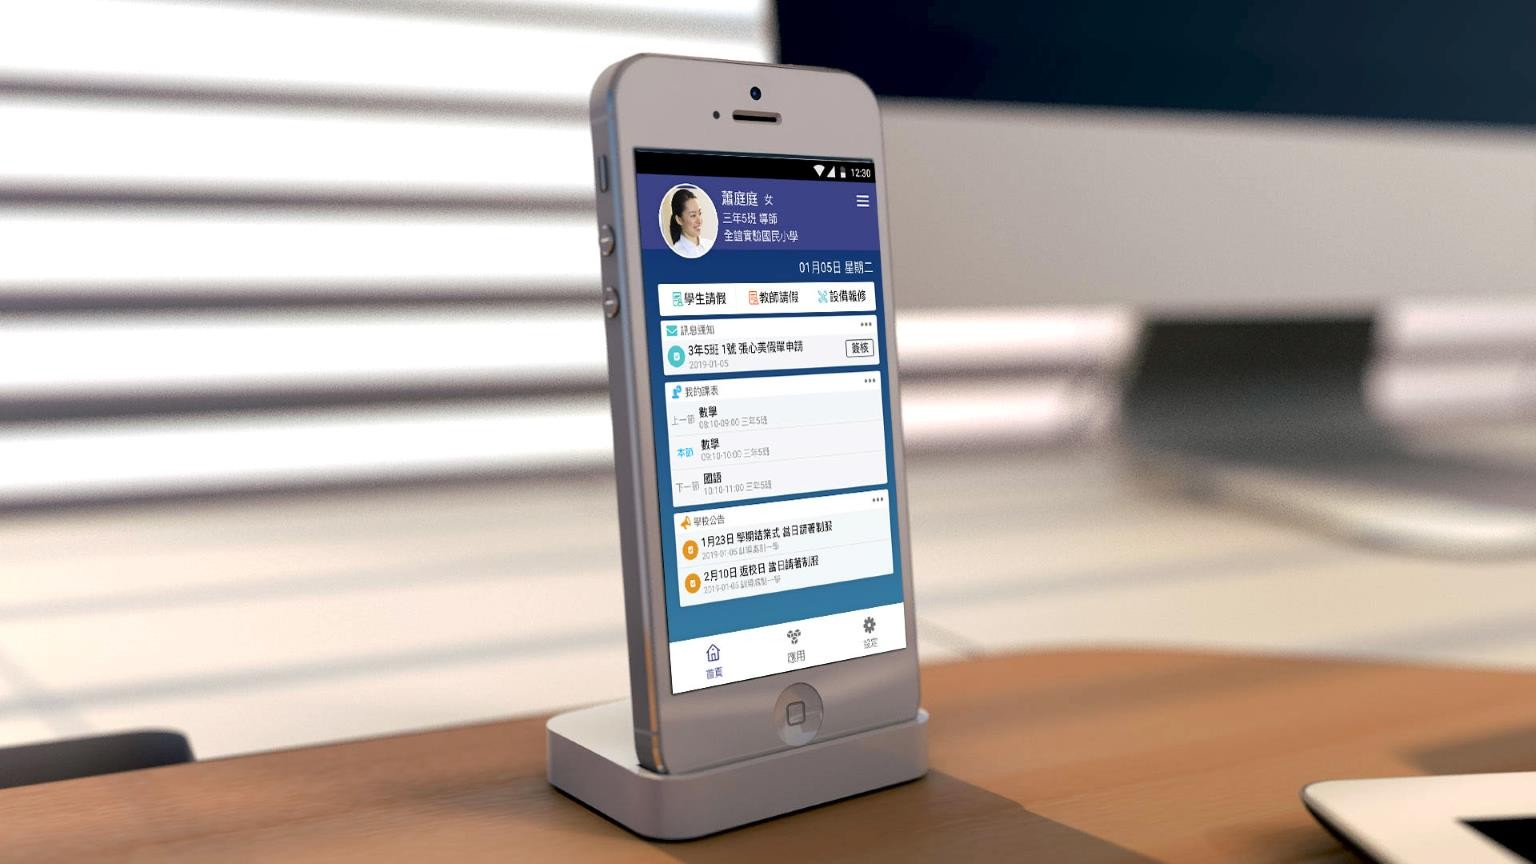 12:30
蕭庭庭 女
三年5班 導師
全誼實驗國民小學
01月05日 星期二
學生請假 教師請假 設備報修
訊息通知
3年5班 1號 張心美假單申請 簽核
2019-01-05
我的課表
上一節 數學
08:10-09:00 三年5班
本節 數學
09:10-10:00 三年5班
下一節 國語
10:10-11:00 三年5班
學校公告
1月23日 學期結業式 當日請著制服
2019-01-05
2月10日 返校日 當日請著制服
2019-01-05
首頁 應用 設定